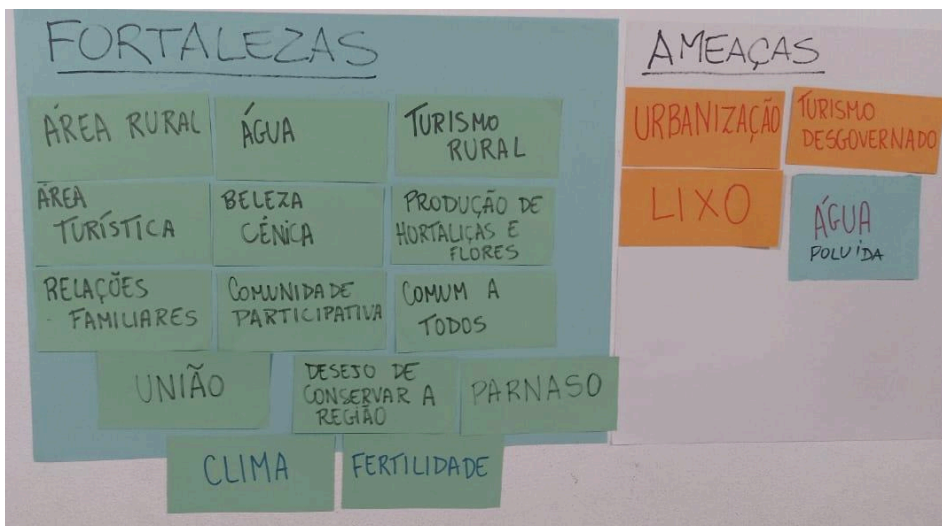 FORTALEZAS
ÁREA RURAL
ÁGUA
TURISMO
RURAL
ÁREA
TURÍSTICA
BELEZA
CÊNICA
PRODUÇÃO DE
HORTALIÇAS E
FLORES
RELAÇÕES
FAMILIARES
COMUNIDADE
PARTICIPATIVA
COMUM A
TODOS
UNIÃO
DESEJO DE
CONSERVAR A
REGIÃO
PARNASO
CLIMA
FERTILIDADE
AMEAÇAS
URBANIZAÇÃO
TURISMO
DESGOVERNADO
LIXO
ÁGUA
POLUÍDA